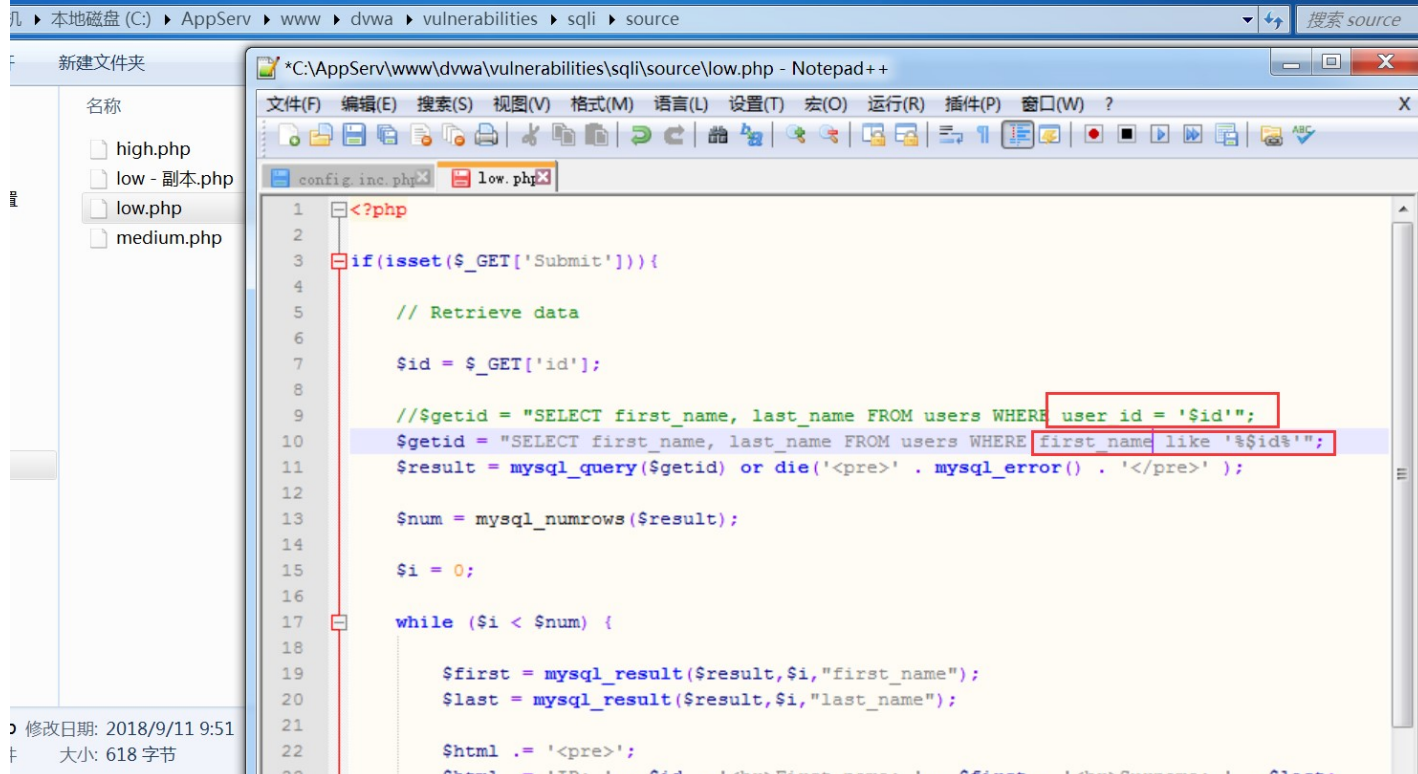 机 ▸ 本地磁盘 (C:) ▸ AppServ ▸ www ▸ dvwa ▸ vulnerabilities ▸ sqli ▸ source
搜索 source
新建文件夹
名称
high.php
low - 副本.php
low.php
medium.php
修改日期: 2018/9/11 9:51
大小: 618 字节
*C:\AppServ\www\dvwa\vulnerabilities\sqli\source\low.php - Notepad++
文件(F) 编辑(E) 搜索(S) 视图(V) 格式(M) 语言(L) 设置(T) 宏(O) 运行(R) 插件(P) 窗口(W) ? X
config.inc.php low.php
1 <?php
2
3 if(isset($_GET['Submit'])){
4
5 // Retrieve data
6
7 $id = $_GET['id'];
8
9 //$getid = "SELECT first_name, last_name FROM users WHERE user_id = '$id'";
10 $getid = "SELECT first_name, last_name FROM users WHERE first_name like '%$id%'";
11 $result = mysql_query($getid) or die('<pre>' . mysql_error() . '</pre>' );
12
13 $num = mysql_numrows($result);
14
15 $i = 0;
16
17 while ($i < $num) {
18
19 $first = mysql_result($result,$i,"first_name");
20 $last = mysql_result($result,$i,"last_name");
21
22 $html .= '<pre>';